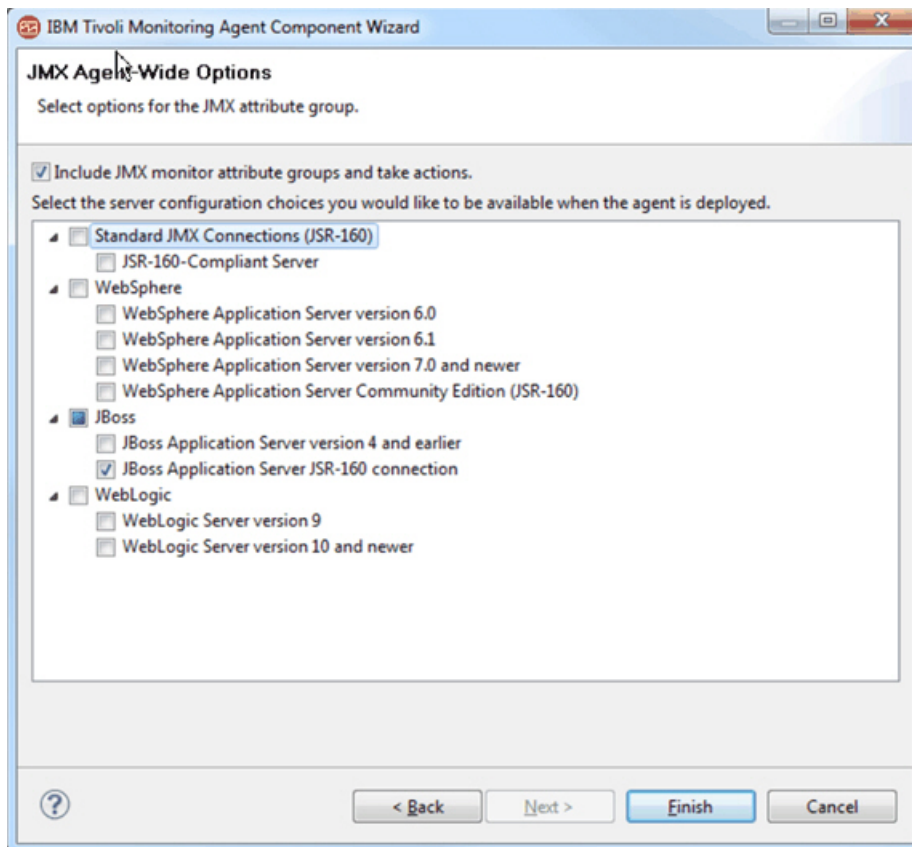 IBM Tivoli Monitoring Agent Component Wizard
JMX Agent-Wide Options
Select options for the JMX attribute group.
Include JMX monitor attribute groups and take actions.
Select the server configuration choices you would like to be available when the agent is deployed.
Standard JMX Connections (JSR-160)
JSR-160-Compliant Server
WebSphere
WebSphere Application Server version 6.0
WebSphere Application Server version 6.1
WebSphere Application Server version 7.0 and newer
WebSphere Application Server Community Edition (JSR-160)
JBoss
JBoss Application Server version 4 and earlier
JBoss Application Server JSR-160 connection
WebLogic
WebLogic Server version 9
WebLogic Server version 10 and newer
? < Back Next > Finish Cancel